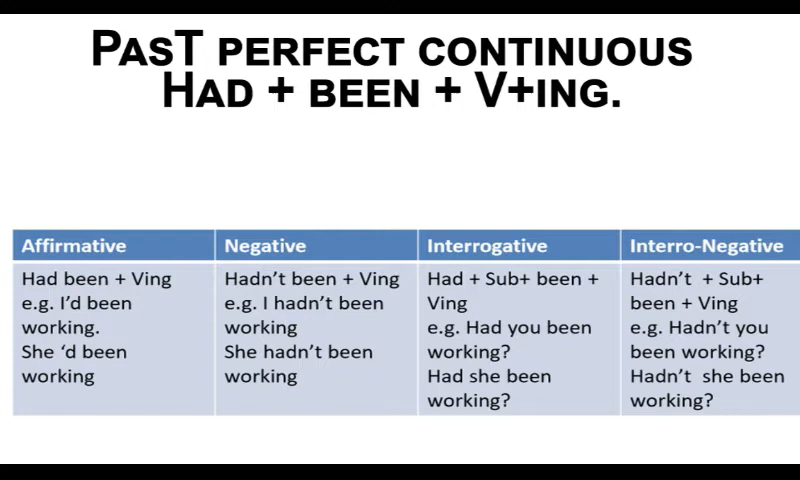 PAST PERFECT CONTINUOUS
HAD + BEEN + V+ING.
Affirmative
Had been + Ving
e.g. I’d been
working.
She ‘d been
working
Negative
Hadn’t been + Ving
e.g. I hadn’t been
working
She hadn’t been
working
Interrogative
Had + Sub+ been +
Ving
e.g. Had you been
working?
Had she been
working?
Interro-Negative
Hadn’t + Sub+
been + Ving
e.g. Hadn’t you
been working?
Hadn’t she been
working?